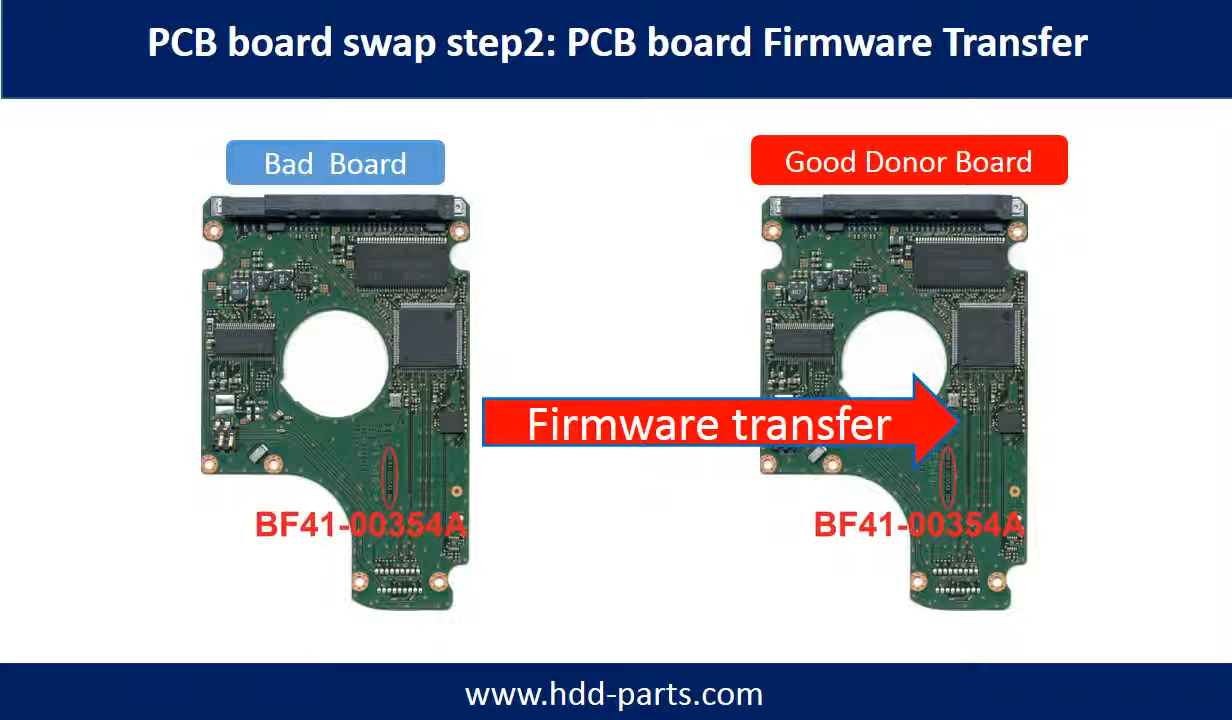 PCB board swap step2: PCB board Firmware Transfer
Bad Board
Good Donor Board
Firmware transfer
BF41-00354A
BF41-00354A
www.hdd-parts.com